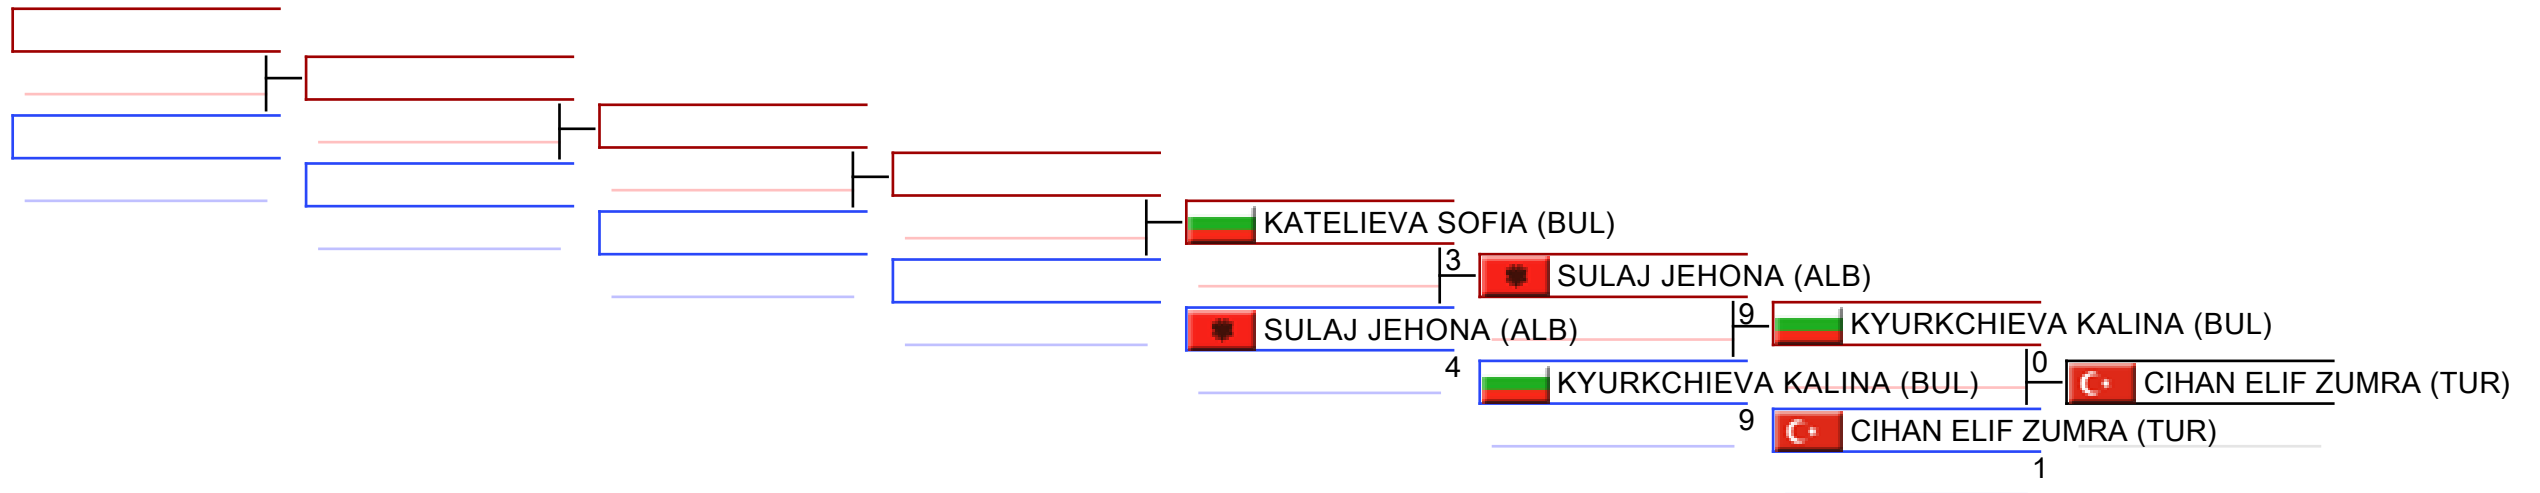 KATELIEVA SOFIA (BUL)
3
SULAJ JEHONA (ALB)
SULAJ JEHONA (ALB)
4
9
KYURKCHIEVA KALINA (BUL)
KYURKCHIEVA KALINA (BUL)
9
0
CIHAN ELIF ZUMRA (TUR)
CIHAN ELIF ZUMRA (TUR)
1